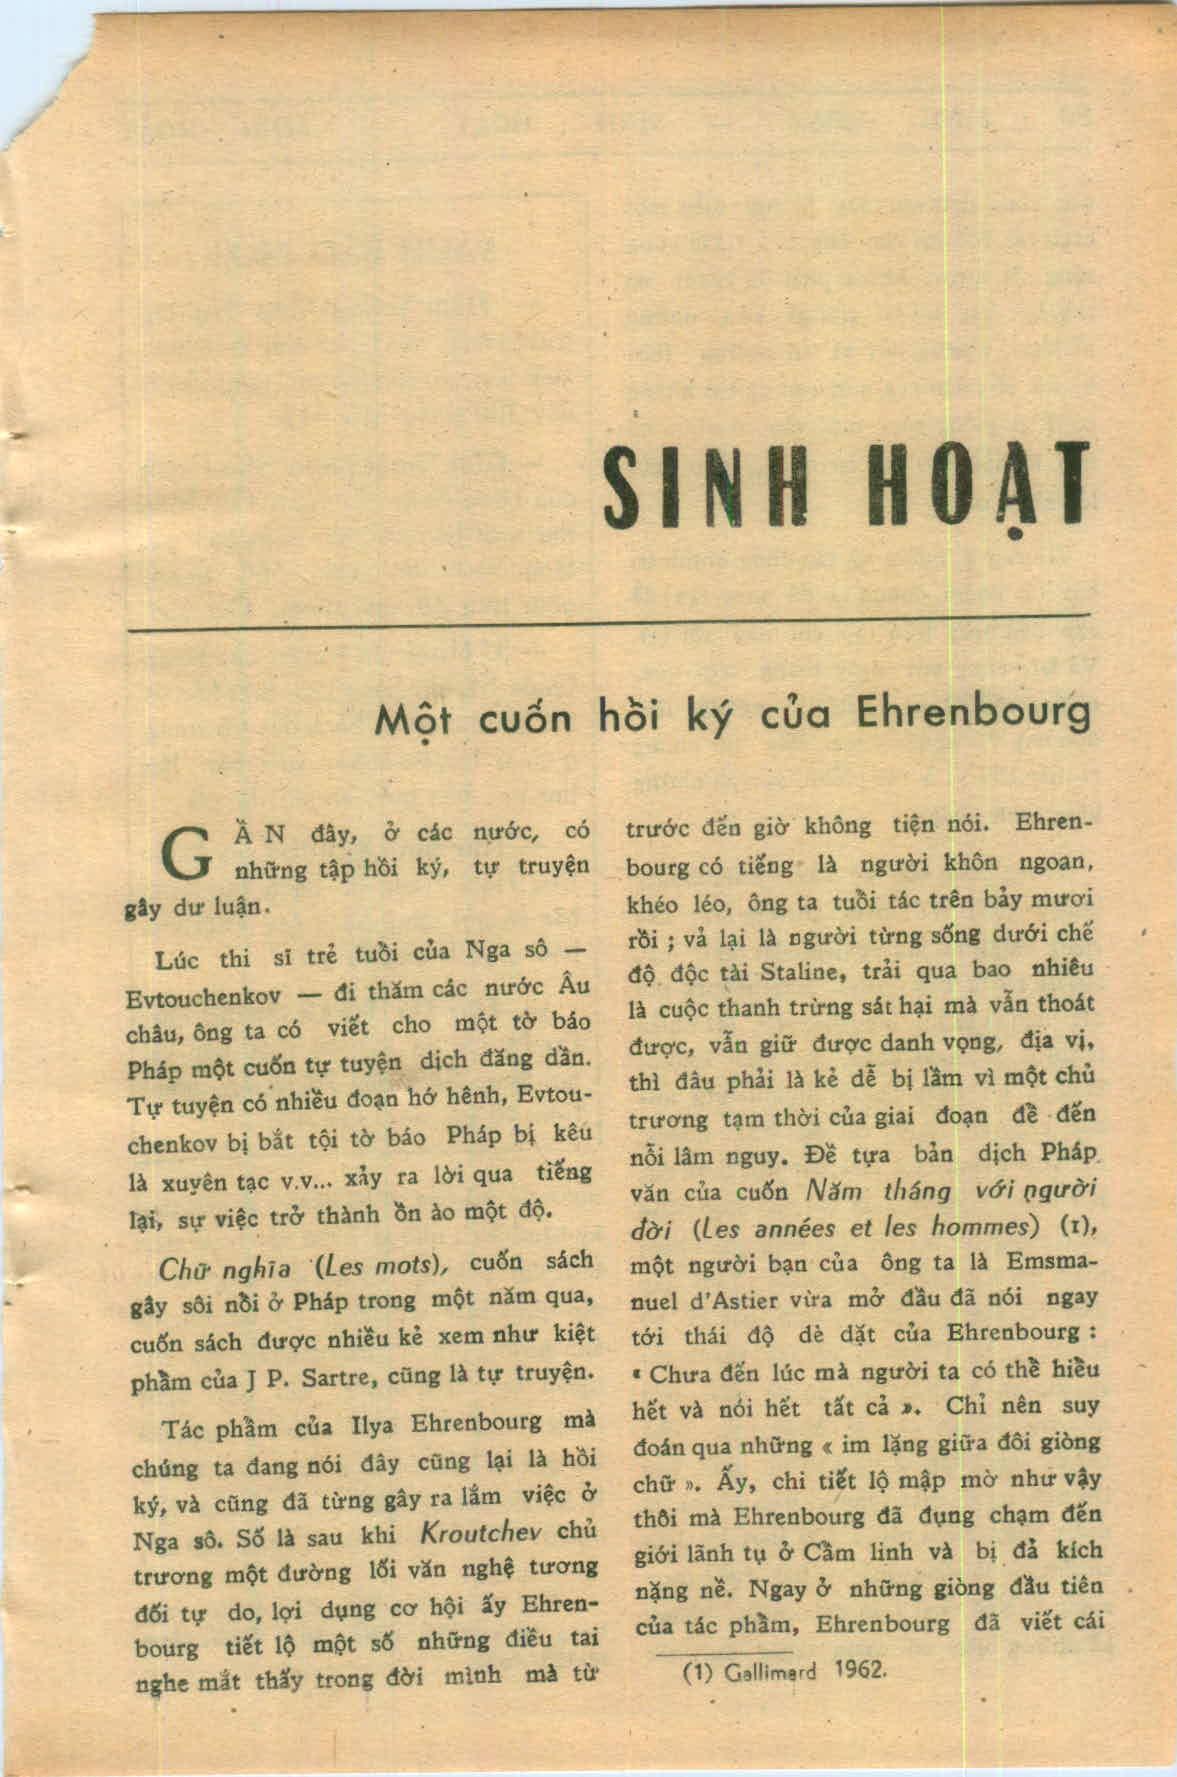 SINH HOẠT
Một cuốn hồi ký của Ehrenbourg
GẦN đây, ở các nước, có
những tập hồi ký, tự truyện
gây dư luận.
Lúc thi sĩ trẻ tuổi của Nga sô —
Evtouchenkov — đi thăm các nước Âu
châu, ông ta có viết cho một tờ báo
Pháp một cuốn tự tuyện dịch đăng dần.
Tự tuyện có nhiều đoạn hớ hênh, Evtou-
chenkov bị bắt tội tờ báo Pháp bị kêu
là xuyên tạc v.v... xảy ra lời qua tiếng
lại, sự việc trở thành ồn ào một độ.
Chữ nghĩa (Les mots), cuốn sách
gây sôi nổi ở Pháp trong một năm qua,
cuốn sách được nhiều kẻ xem như kiệt
phẩm của J P. Sartre, cũng là tự truyện.
Tác phẩm của Ilya Ehrenbourg mà
chúng ta đang nói đây cũng lại là hồi
ký, và cũng đã từng gây ra lắm việc ở
Nga sô. Số là sau khi Kroutchev chủ
trương một đường lối văn nghệ tương
đối tự do, lợi dụng cơ hội ấy Ehren-
bourg tiết lộ một số những điều tai
nghe mắt thấy trong đời mình mà từ
trước đến giờ không tiện nói. Ehren-
bourg có tiếng là người khôn ngoan,
khéo léo, ông ta tuổi tác trên bảy mươi
rồi ; vả lại là người từng sống dưới chế
độ độc tài Staline, trải qua bao nhiêu
là cuộc thanh trừng sát hại mà vẫn thoát
được, vẫn giữ được danh vọng, địa vị,
thì đâu phải là kẻ dễ bị lầm vì một chủ
trương tạm thời của giai đoạn để đến
nỗi lâm nguy. Đề tựa bản dịch Pháp
văn của cuốn Năm tháng với người
đời (Les années et les hommes) (1),
một người bạn của ông ta là Emsma-
nuel d'Astier vừa mở đầu đã nói ngay
tới thái độ dè dặt của Ehrenbourg :
« Chưa đến lúc mà người ta có thể hiểu
hết và nói hết tất cả ». Chỉ nên suy
đoán qua những « im lặng giữa đôi giòng
chữ ». Ấy, chi tiết lộ mập mờ như vậy
thôi mà Ehrenbourg đã đụng chạm đến
giới lãnh tụ ở Cẩm linh và bị đả kích
nặng nề. Ngay ở những giòng đầu tiên
của tác phẩm, Ehrenbourg đã viết cái
(1) Gallimard 1962.